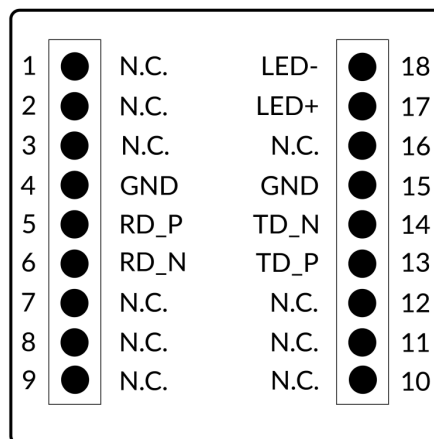 1 N.C. LED- 18
2 N.C. LED+ 17
3 N.C. N.C. 16
4 GND GND 15
5 RD_P TD_N 14
6 RD_N TD_P 13
7 N.C. N.C. 12
8 N.C. N.C. 11
9 N.C. N.C. 10